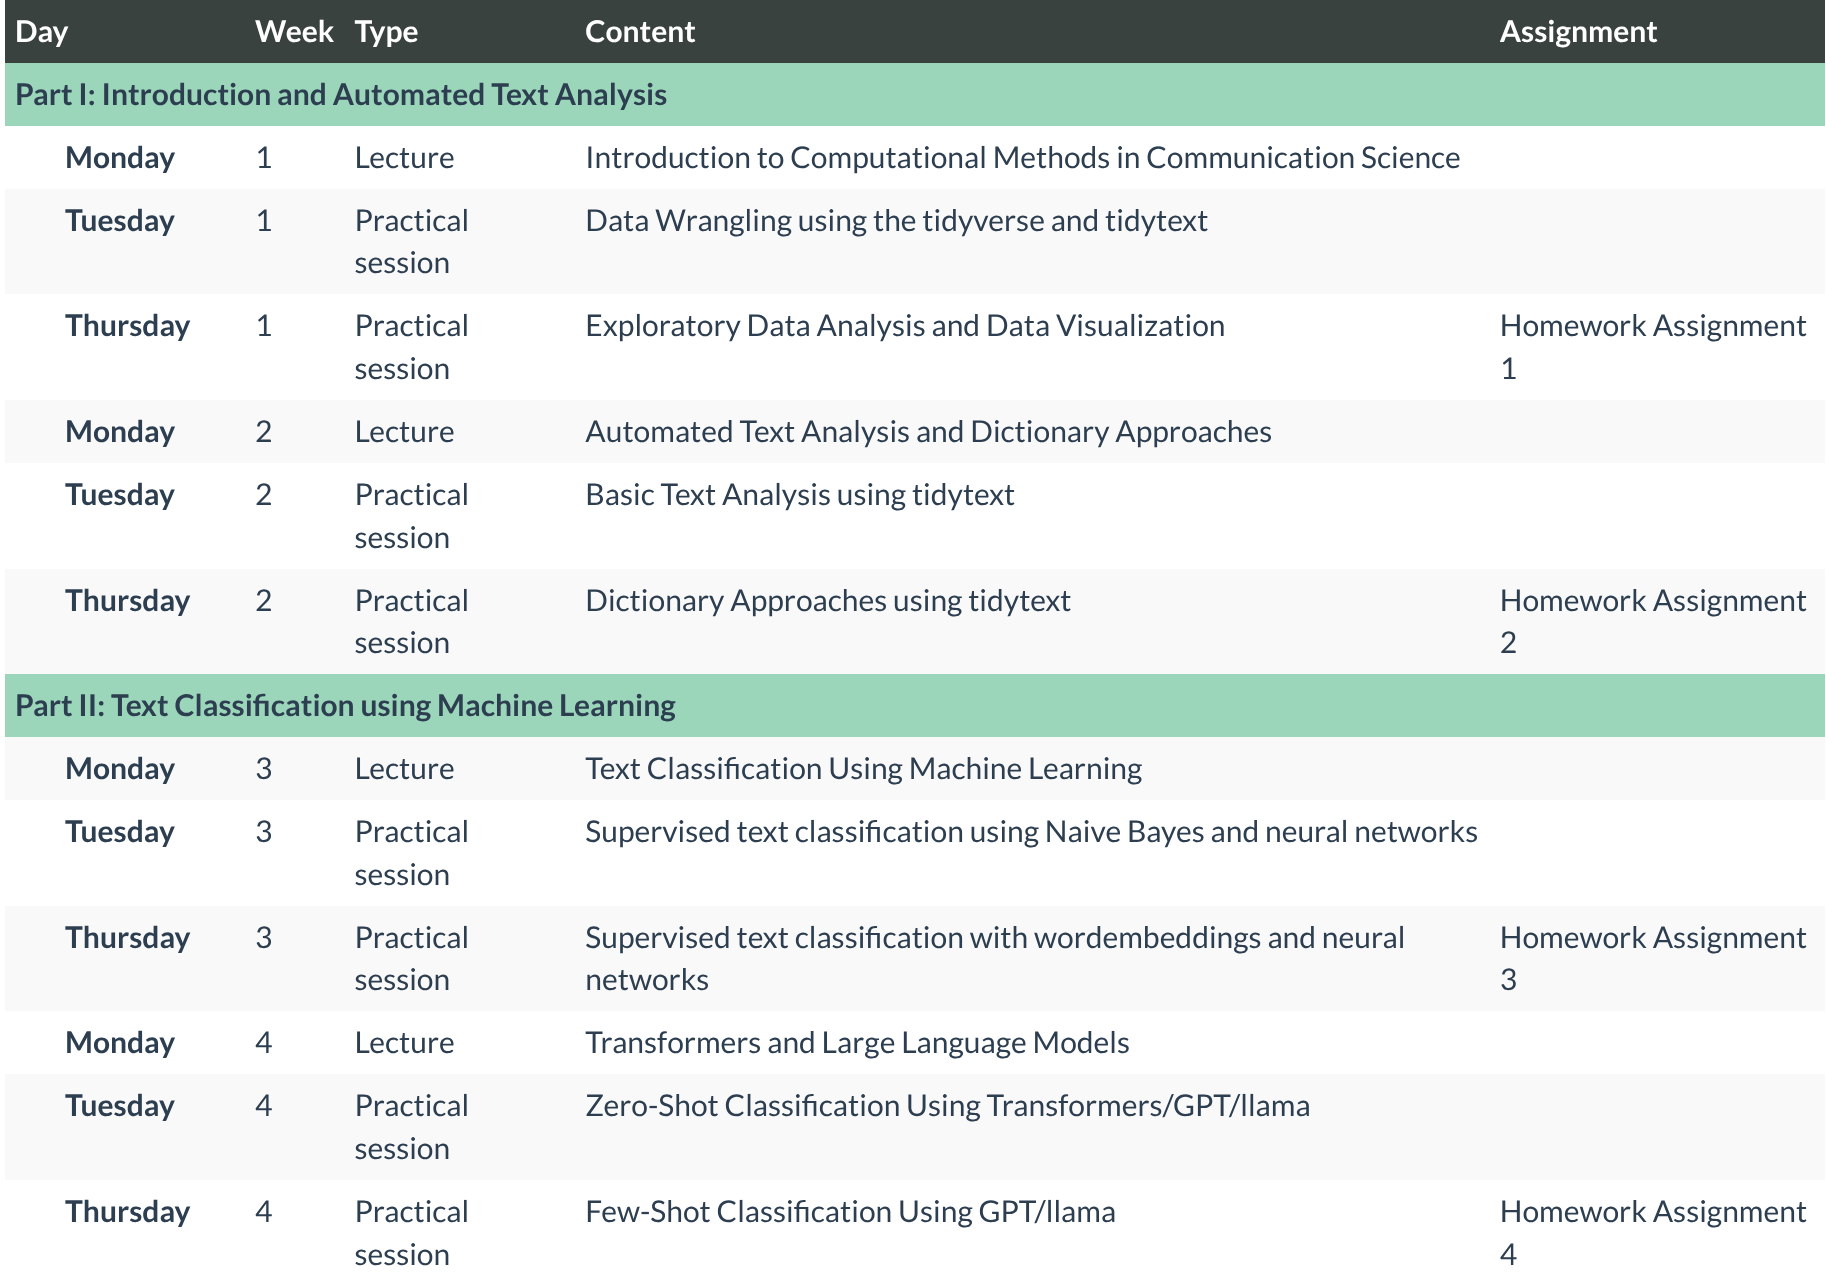 Day Week Type Content Assignment
Part I: Introduction and Automated Text Analysis
Monday 1 Lecture Introduction to Computational Methods in Communication Science
Tuesday 1 Practical Data Wrangling using the tidyverse and tidytext
session
Thursday 1 Practical Exploratory Data Analysis and Data Visualization Homework Assignment
session 1
Monday 2 Lecture Automated Text Analysis and Dictionary Approaches
Tuesday 2 Practical Basic Text Analysis using tidytext
session
Thursday 2 Practical Dictionary Approaches using tidytext Homework Assignment
session 2
Part II: Text Classification using Machine Learning
Monday 3 Lecture Text Classification Using Machine Learning
Tuesday 3 Practical Supervised text classification using Naive Bayes and neural networks
session
Thursday 3 Practical Supervised text classification with wordembeddings and neural Homework Assignment
session networks 3
Monday 4 Lecture Transformers and Large Language Models
Tuesday 4 Practical Zero-Shot Classification Using Transformers/GPT/llama
session
Thursday 4 Practical Few-Shot Classification Using GPT/llama Homework Assignment
session 4